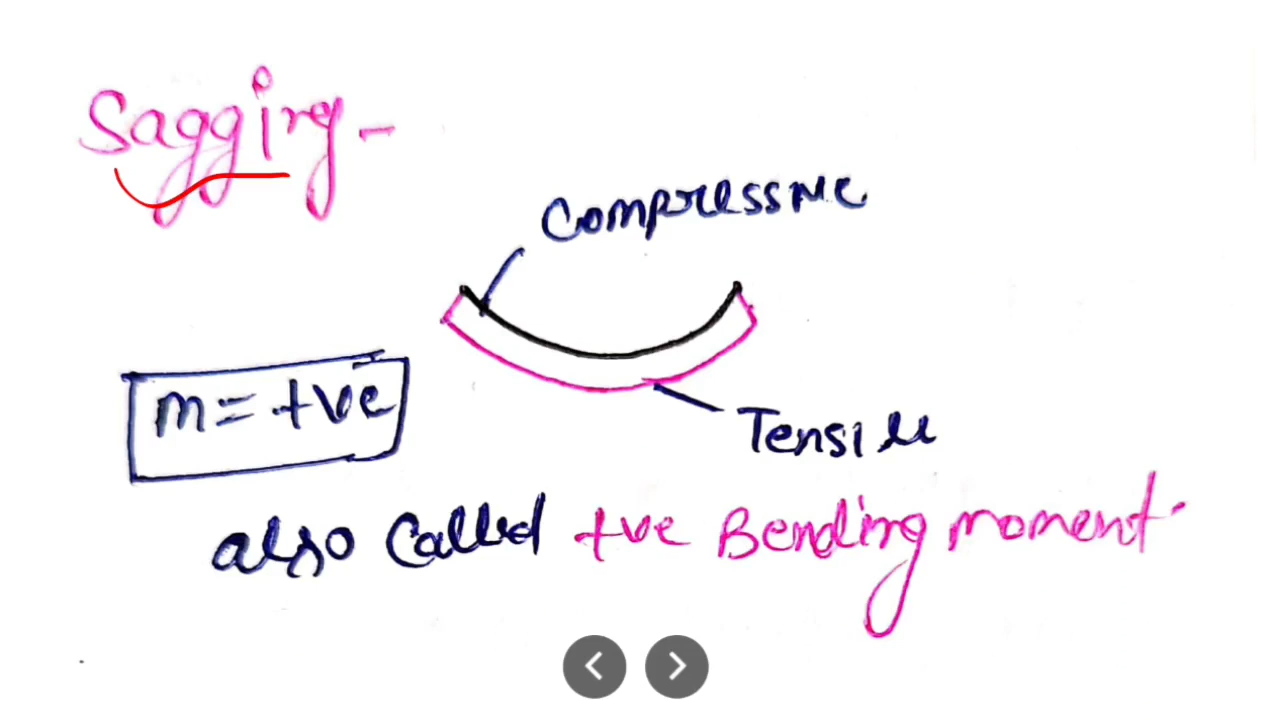 Sagging -
Compressive
m = +ve
Tensile
also called +ve Bending moment.